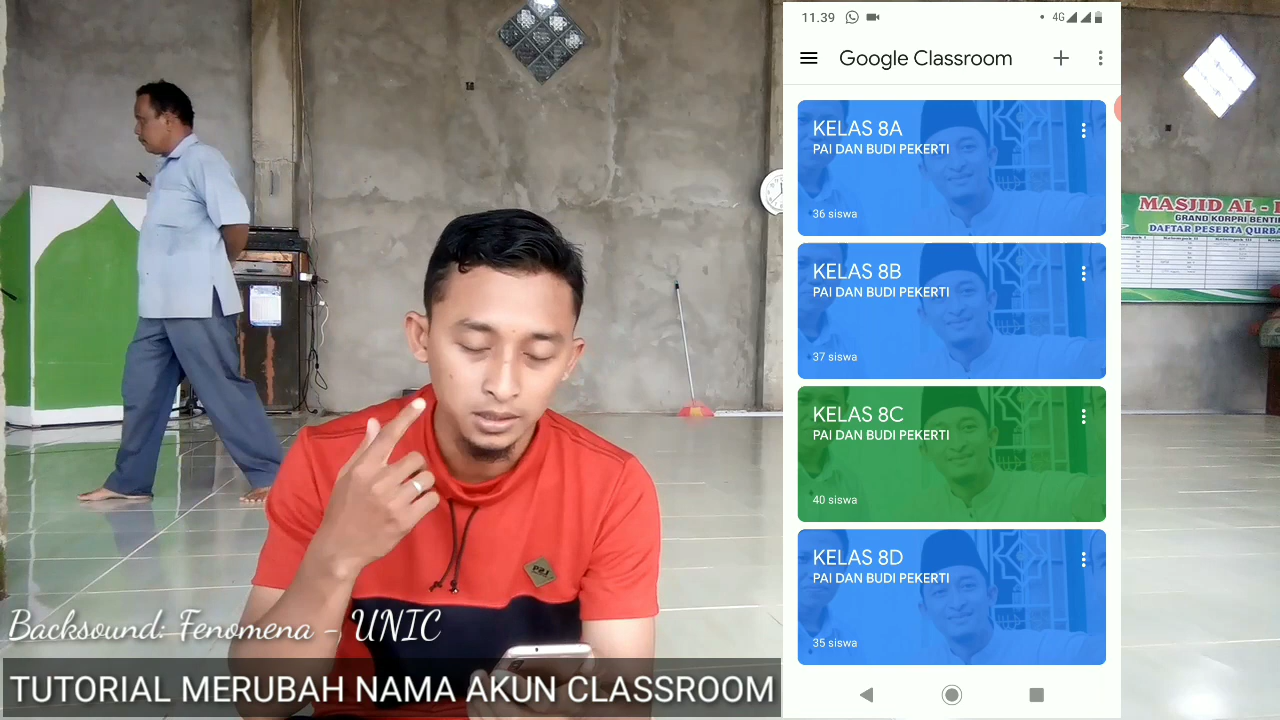 11.39
4G
Google Classroom
KELAS 8A
PAI DAN BUDI PEKERTI
36 siswa
KELAS 8B
PAI DAN BUDI PEKERTI
37 siswa
KELAS 8C
PAI DAN BUDI PEKERTI
40 siswa
KELAS 8D
PAI DAN BUDI PEKERTI
35 siswa
MASJID AL -
GRAND KORPRI
DAFTAR PESERTA
Backsound: Fenomena - UNIC
TUTORIAL MERUBAH NAMA AKUN CLASSROOM